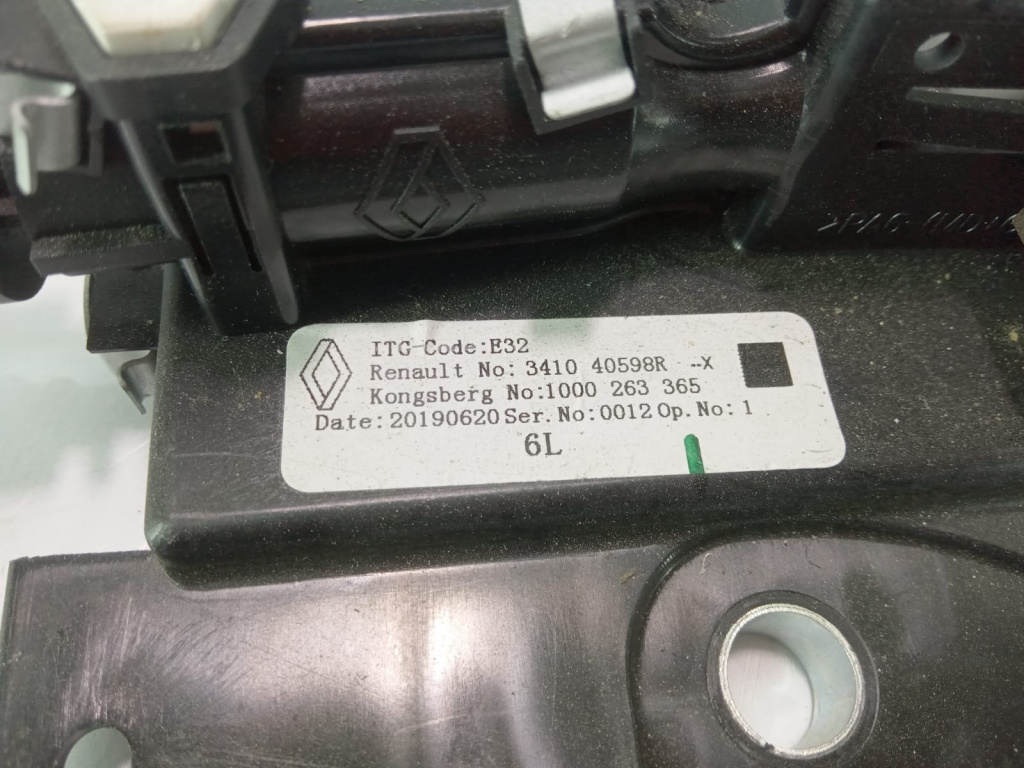 ITG Code:E32
Renault No: 3410 40598R --X
Kongsberg No:1000 263 365
Date:20190620 Ser.No:0012 Op.No:1
6L